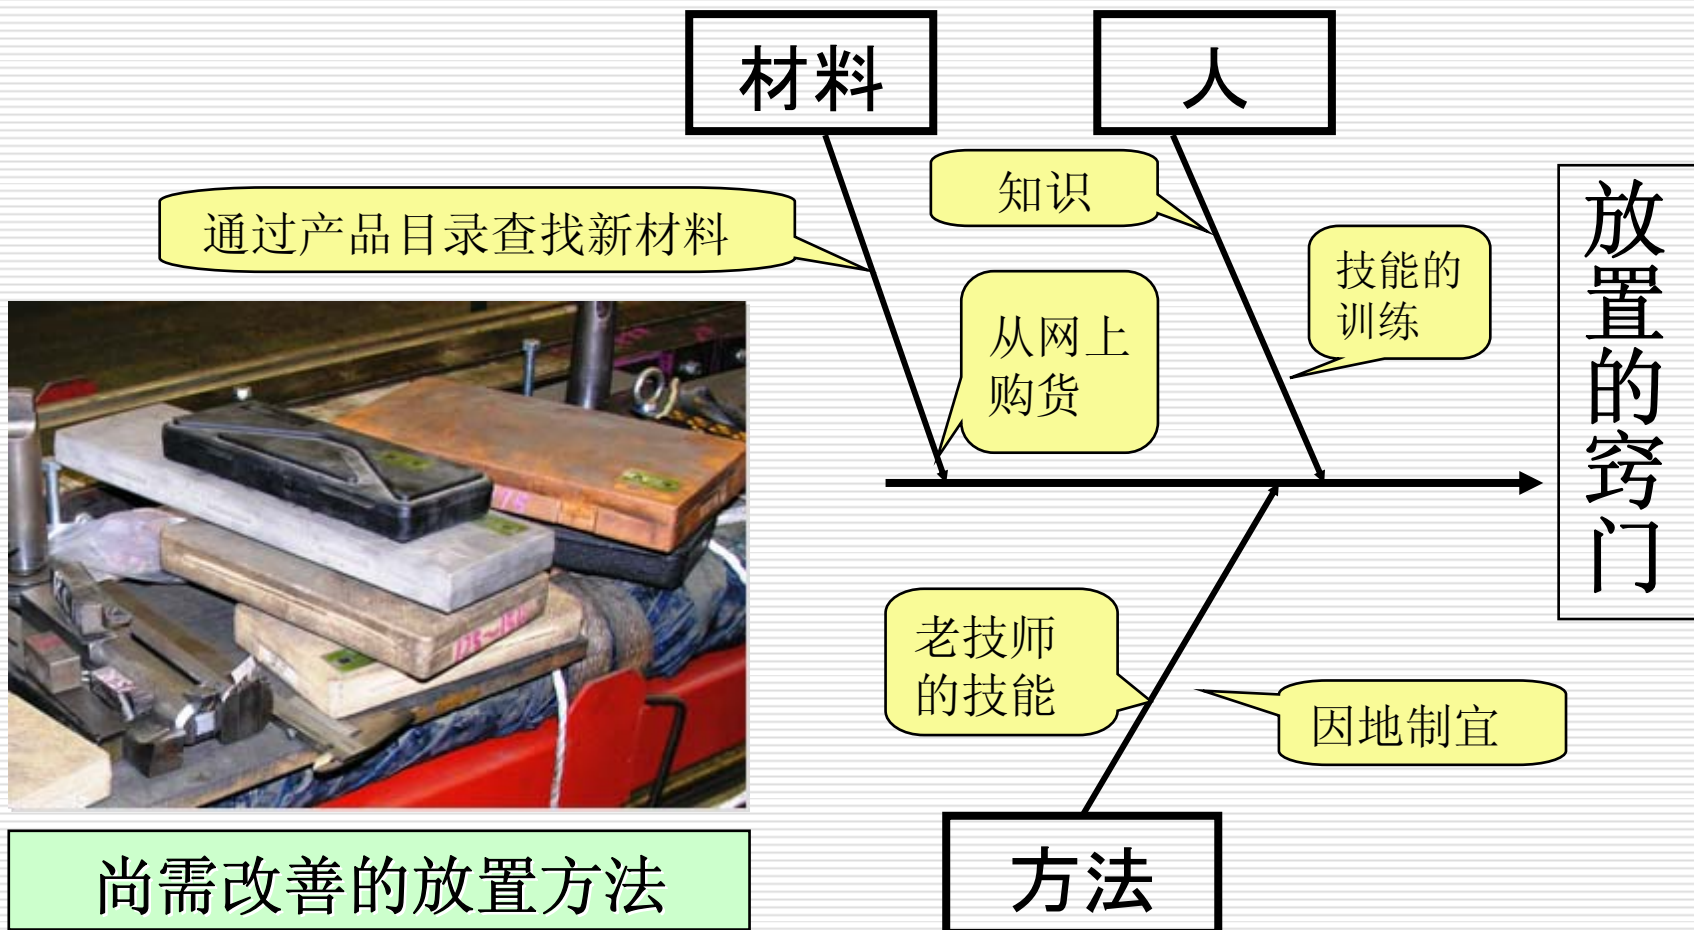 材料
人
知识
通过产品目录查找新材料
技能的
训练
从网上
购货
放置的窍门
老技师
的技能
因地制宜
方法
尚需改善的放置方法